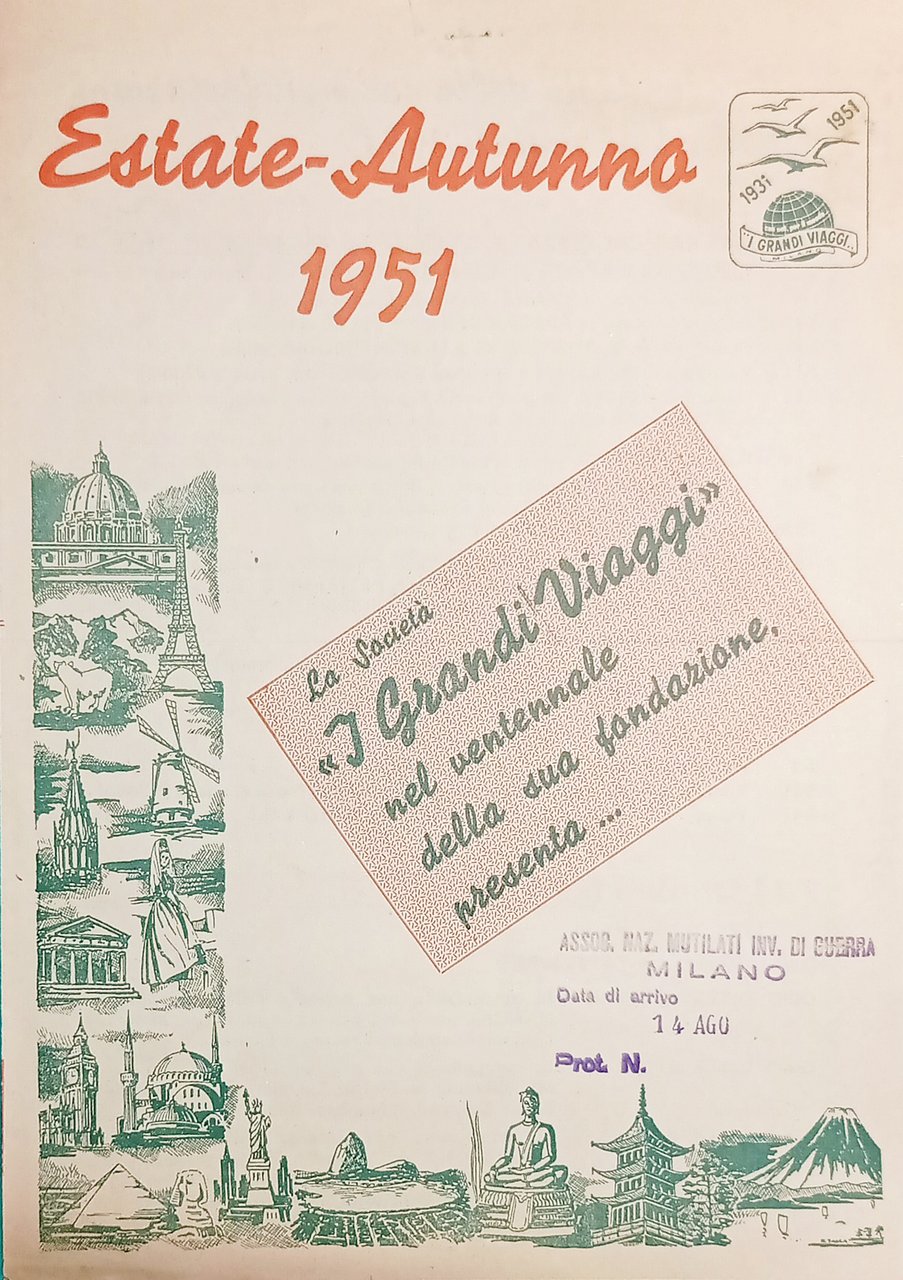 Estate-Autunno
1951
1931
1951
"I GRANDI VIAGGI"
MILANO
La Società
«I Grandi Viaggi»
nel ventennale
della sua fondazione,
presenta ...
ASSOC. NAZ. MUTILATI INV. DI GUERRA
MILANO
Data di arrivo
14 AGO
Prot. N.